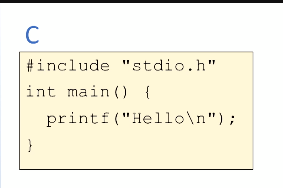 C
#include "stdio.h"
int main() {
  printf("Hello\n");
}